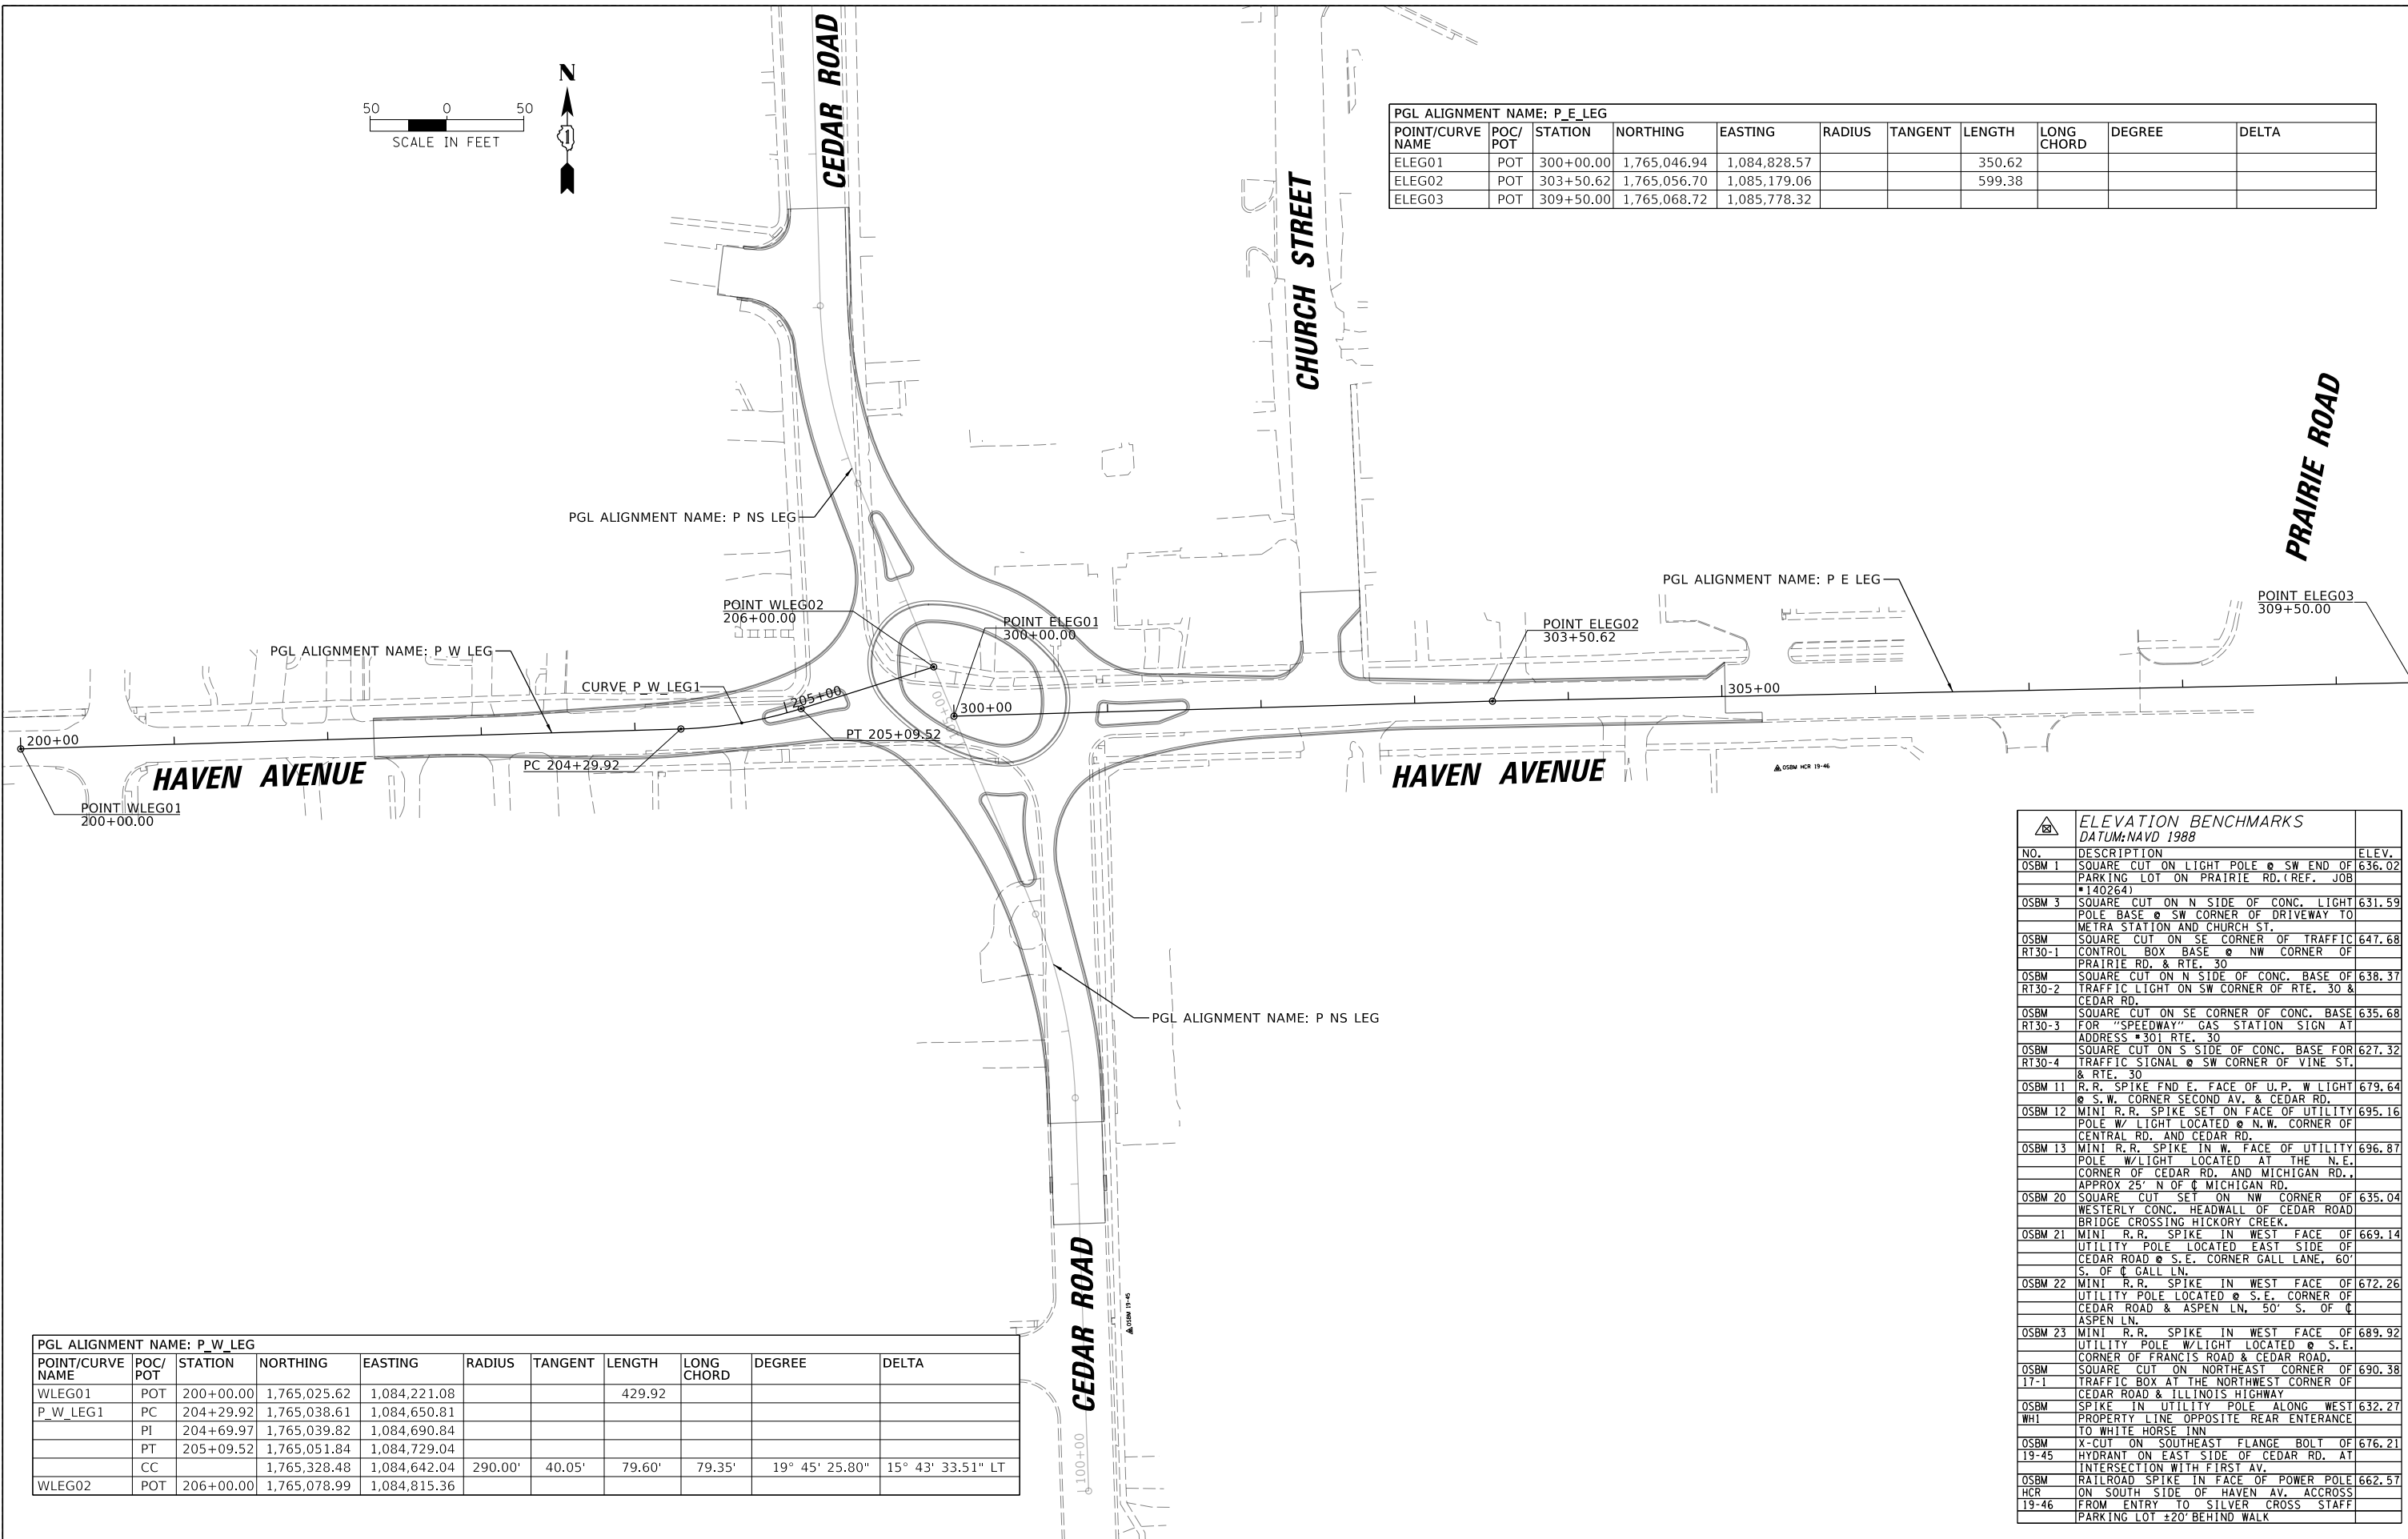 CEDAR ROAD
N
50 0 50
SCALE IN FEET
1
PGL ALIGNMENT NAME: P_E_LEG
POINT/CURVE NAME POC/POT STATION NORTHING EASTING RADIUS TANGENT LENGTH LONG CHORD DEGREE DELTA
ELEG01 POT 300+00.00 1,765,046.94 1,084,828.57 350.62
ELEG02 POT 303+50.62 1,765,056.70 1,085,179.06 599.38
ELEG03 POT 309+50.00 1,765,068.72 1,085,778.32
CHURCH STREET
PRAIRIE ROAD
PGL ALIGNMENT NAME: P NS LEG
POINT WLEG02
206+00.00
POINT ELEG01
300+00.00
POINT ELEG02
303+50.62
PGL ALIGNMENT NAME: P E LEG
POINT ELEG03
309+50.00
PGL ALIGNMENT NAME: P_W LEG
CURVE P_W_LEG1
205+00
300+00
305+00
200+00
PT 205+09.52
PC 204+29.92
HAVEN AVENUE
HAVEN AVENUE
OSBM HCR 19-46
POINT WLEG01
200+00.00
PGL ALIGNMENT NAME: P NS LEG
CEDAR ROAD
OSBM 19-45
100+00
ELEVATION BENCHMARKS
DATUM: NAVD 1988
NO. DESCRIPTION ELEV.
OSBM 1 SQUARE CUT ON LIGHT POLE @ SW END OF 636.02
PARKING LOT ON PRAIRIE RD. (REF. JOB
#140264)
OSBM 3 SQUARE CUT ON N SIDE OF CONC. LIGHT 631.59
POLE BASE @ SW CORNER OF DRIVEWAY TO
METRA STATION AND CHURCH ST.
OSBM SQUARE CUT ON SE CORNER OF TRAFFIC 647.68
RT30-1 CONTROL BOX BASE @ NW CORNER OF
PRAIRIE RD. & RTE. 30
OSBM SQUARE CUT ON N SIDE OF CONC. BASE OF 638.37
RT30-2 TRAFFIC LIGHT ON SW CORNER OF RTE. 30 &
CEDAR RD.
OSBM SQUARE CUT ON SE CORNER OF CONC. BASE 635.68
RT30-3 FOR "SPEEDWAY" GAS STATION SIGN AT
ADDRESS #301 RTE. 30
OSBM SQUARE CUT ON S SIDE OF CONC. BASE FOR 627.32
RT30-4 TRAFFIC SIGNAL @ SW CORNER OF VINE ST.
& RTE. 30
OSBM 11 R.R. SPIKE FND E. FACE OF U.P. W LIGHT 679.64
@ S.W. CORNER SECOND AV. & CEDAR RD.
OSBM 12 MINI R.R. SPIKE SET ON FACE OF UTILITY 695.16
POLE W/ LIGHT LOCATED @ N.W. CORNER OF
CENTRAL RD. AND CEDAR RD.
OSBM 13 MINI R.R. SPIKE IN W. FACE OF UTILITY 696.87
POLE W/LIGHT LOCATED AT THE N.E.
CORNER OF CEDAR RD. AND MICHIGAN RD.,
APPROX 25' N OF ℄ MICHIGAN RD.
OSBM 20 SQUARE CUT SET ON NW CORNER OF 635.04
WESTERLY CONC. HEADWALL OF CEDAR ROAD
BRIDGE CROSSING HICKORY CREEK.
OSBM 21 MINI R.R. SPIKE IN WEST FACE OF 669.14
UTILITY POLE LOCATED EAST SIDE OF
CEDAR ROAD @ S.E. CORNER GALL LANE, 60'
S. OF ℄ GALL LN.
OSBM 22 MINI R.R. SPIKE IN WEST FACE OF 672.26
UTILITY POLE LOCATED @ S.E. CORNER OF
CEDAR ROAD & ASPEN LN, 50' S. OF ℄
ASPEN LN.
OSBM 23 MINI R.R. SPIKE IN WEST FACE OF 689.92
UTILITY POLE W/LIGHT LOCATED @ S.E.
CORNER OF FRANCIS ROAD & CEDAR ROAD.
OSBM SQUARE CUT ON NORTHEAST CORNER OF 690.38
17-1 TRAFFIC BOX AT THE NORTHWEST CORNER OF
CEDAR ROAD & ILLINOIS HIGHWAY
OSBM SPIKE IN UTILITY POLE ALONG WEST 632.27
WH1 PROPERTY LINE OPPOSITE REAR ENTERANCE
TO WHITE HORSE INN
OSBM X-CUT ON SOUTHEAST FLANGE BOLT OF 676.21
19-45 HYDRANT ON EAST SIDE OF CEDAR RD. AT
INTERSECTION WITH FIRST AV.
OSBM RAILROAD SPIKE IN FACE OF POWER POLE 662.57
HCR ON SOUTH SIDE OF HAVEN AV. ACCROSS
19-46 FROM ENTRY TO SILVER CROSS STAFF
PARKING LOT ±20' BEHIND WALK
PGL ALIGNMENT NAME: P_W_LEG
POINT/CURVE NAME POC/POT STATION NORTHING EASTING RADIUS TANGENT LENGTH LONG CHORD DEGREE DELTA
WLEG01 POT 200+00.00 1,765,025.62 1,084,221.08 429.92
P_W_LEG1 PC 204+29.92 1,765,038.61 1,084,650.81
PI 204+69.97 1,765,039.82 1,084,690.84
PT 205+09.52 1,765,051.84 1,084,729.04
CC 1,765,328.48 1,084,642.04 290.00' 40.05' 79.60' 79.35' 19° 45' 25.80" 15° 43' 33.51" LT
WLEG02 POT 206+00.00 1,765,078.99 1,084,815.36